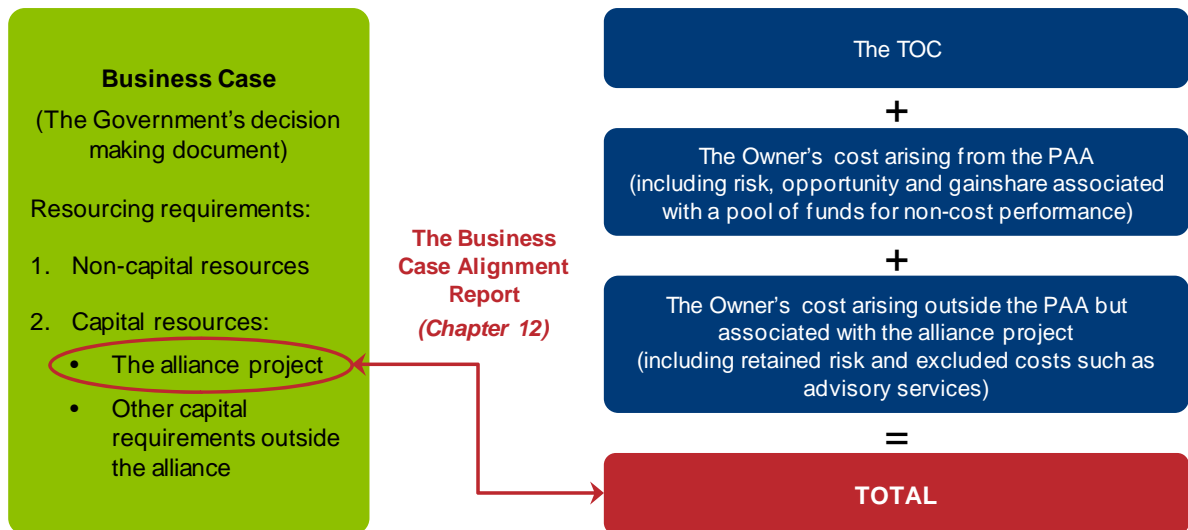 Business Case
(The Government's decision
making document)
Resourcing requirements:
1. Non-capital resources
2. Capital resources:
• The alliance project
• Other capital
requirements outside
the alliance
The Business
Case Alignment
Report
(Chapter 12)
The TOC
+
The Owner's cost arising from the PAA
(including risk, opportunity and gainshare associated
with a pool of funds for non-cost performance)
+
The Owner's cost arising outside the PAA but
associated with the alliance project
(including retained risk and excluded costs such as
advisory services)
=
TOTAL